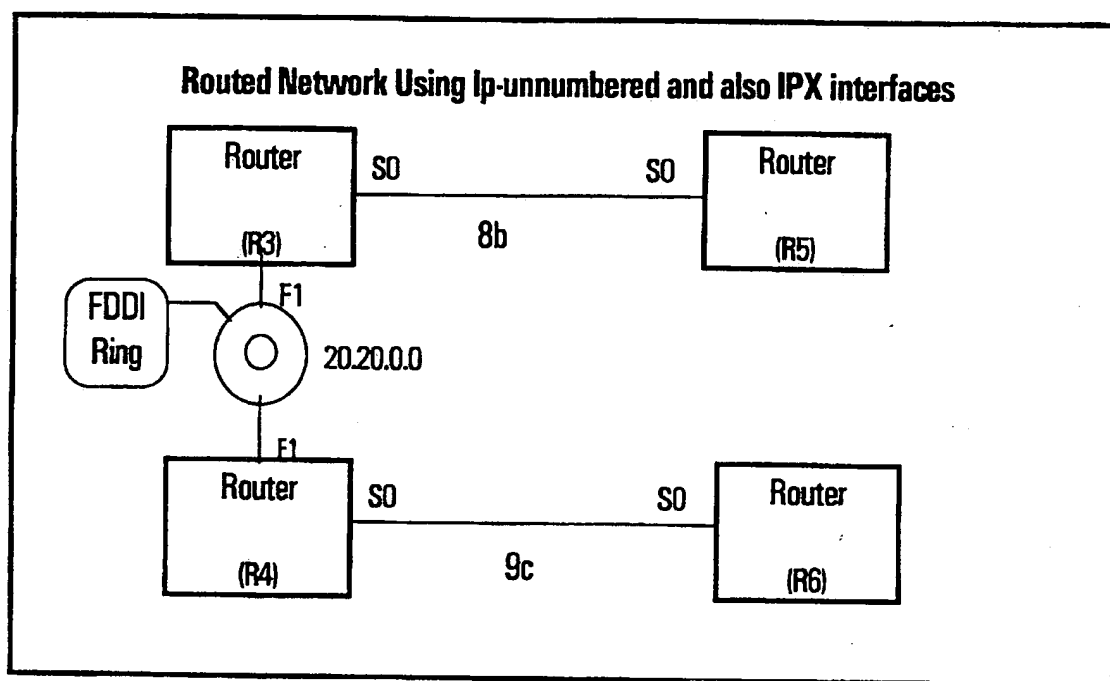 Routed Network Using Ip-unnumbered and also IPX interfaces
Router
(R3)
S0
S0
8b
Router
(R5)
F1
FDDI
Ring
20.20.0.0
F1
Router
(R4)
S0
S0
9c
Router
(R6)